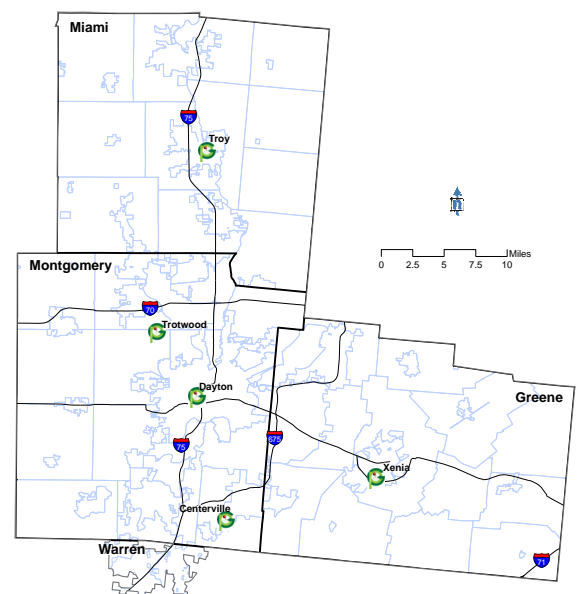 Miami
75
Troy
Miles
0 2.5 5 7.5 10
Montgomery
70
Trotwood
Dayton
Greene
75
675
Xenia
Centerville
Warren
71